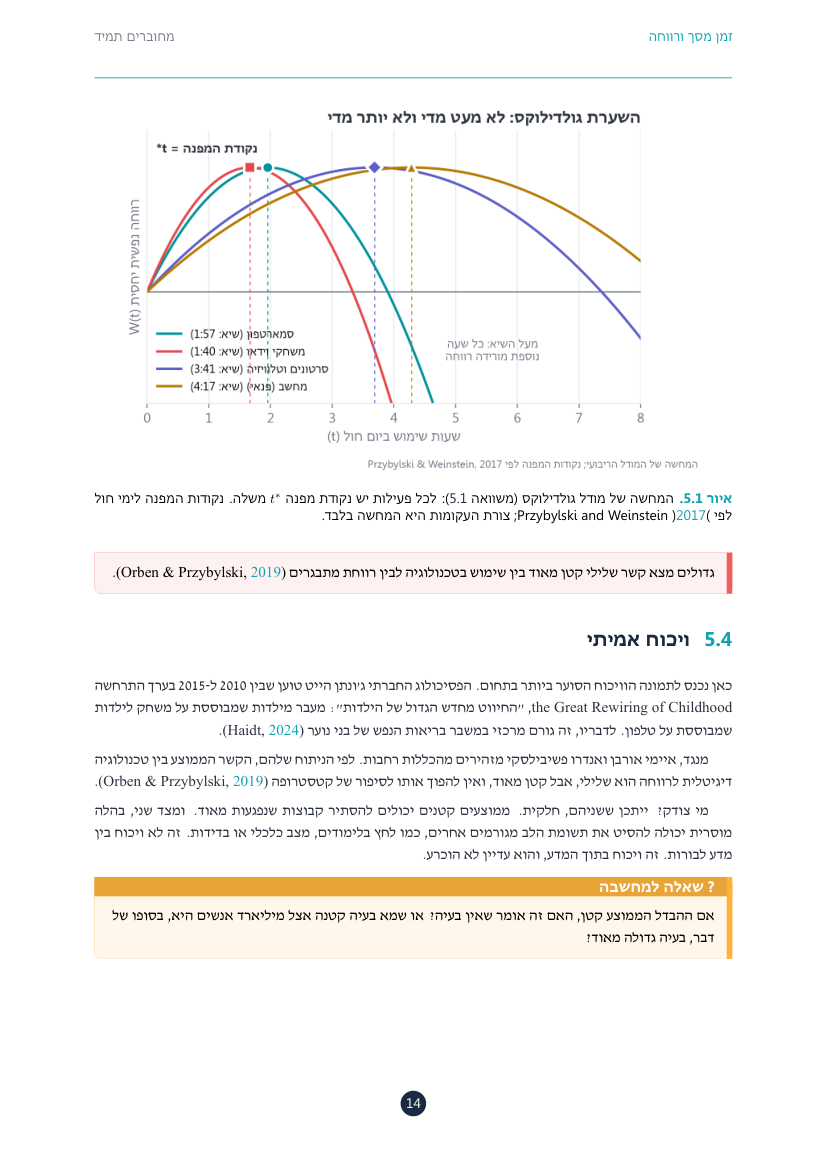 זמן מסך ורווחה
מחוברים תמיד
השערת גולדילוקס: לא מעט מדי ולא יותר מדי
נקודת המפנה = t*
רווחה נפשית יחסית W(t)
סמארטפון (שיא: 1:57)
משחקי וידאו (שיא: 1:40)
סרטונים וטלוויזיה (שיא: 3:41)
מחשב (פנאי) (שיא: 4:17)
מעל השיא: כל שעה
נוספת מורידה רווחה
0 1 2 3 4 5 6 7 8
שעות שימוש ביום חול (t)
המחשה של המודל הריבועי; נקודות המפנה לפי Przybylski & Weinstein, 2017
איור 5.1. המחשה של מודל גולדילוקס (משוואה 5.1): לכל פעילות יש נקודת מפנה t* משלה. נקודות המפנה לימי חול
לפי )Przybylski and Weinstein )2017; צורת העקומות היא המחשה בלבד.
גדולים מצא קשר שלילי קטן מאוד בין שימוש בטכנולוגיה לבין רווחת מתבגרים (Orben & Przybylski, 2019).
5.4 ויכוח אמיתי
כאן נכנס לתמונה הוויכוח הסוער ביותר בתחום. הפסיכולוג החברתי ג׳ונתן הייט טוען שבין 2010 ל-2015 בערך התרחשה
the Great Rewiring of Childhood, ״החיווט מחדש הגדול של הילדות״: מעבר מילדות שמבוססת על משחק לילדות
שמבוססת על טלפון. לדבריו, זה גורם מרכזי במשבר בריאות הנפש של בני נוער (Haidt, 2024).
מנגד, איימי אורבן ואנדרו פשיבילסקי מזהירים מהכללות רחבות. לפי הניתוח שלהם, הקשר הממוצע בין טכנולוגיה
דיגיטלית לרווחה הוא שלילי, אבל קטן מאוד, ואין להפוך אותו לסיפור של קטסטרופה (Orben & Przybylski, 2019).
מי צודק? ייתכן ששניהם, חלקית. ממוצעים קטנים יכולים להסתיר קבוצות שנפגעות מאוד. ומצד שני, בהלה
מוסרית יכולה להסיט את תשומת הלב מגורמים אחרים, כמו לחץ בלימודים, מצב כלכלי או בדידות. זה לא ויכוח בין
מדע לבורות. זה ויכוח בתוך המדע, והוא עדיין לא הוכרע.
? שאלה למחשבה
אם ההבדל הממוצע קטן, האם זה אומר שאין בעיה? או שמא בעיה קטנה אצל מיליארד אנשים היא, בסופו של
דבר, בעיה גדולה מאוד?
14